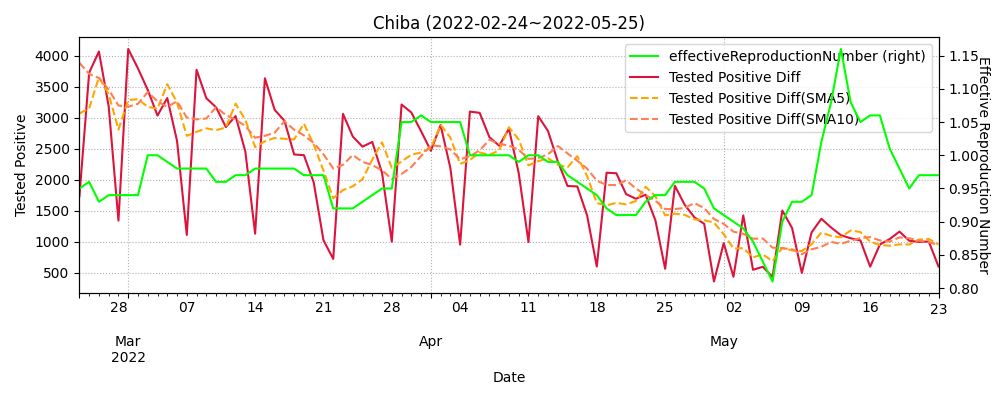 Chiba (2022-02-24~2022-05-25)
effectiveReproductionNumber (right)
Tested Positive Diff
Tested Positive Diff(SMA5)
Tested Positive Diff(SMA10)
Tested Positive
4000
3500
3000
2500
2000
1500
1000
500
Effective Reproduction Number
1.15
1.10
1.05
1.00
0.95
0.90
0.85
0.80
28 07 14 21 28 04 11 18 25 02 09 16 23
Mar Apr May
2022
Date